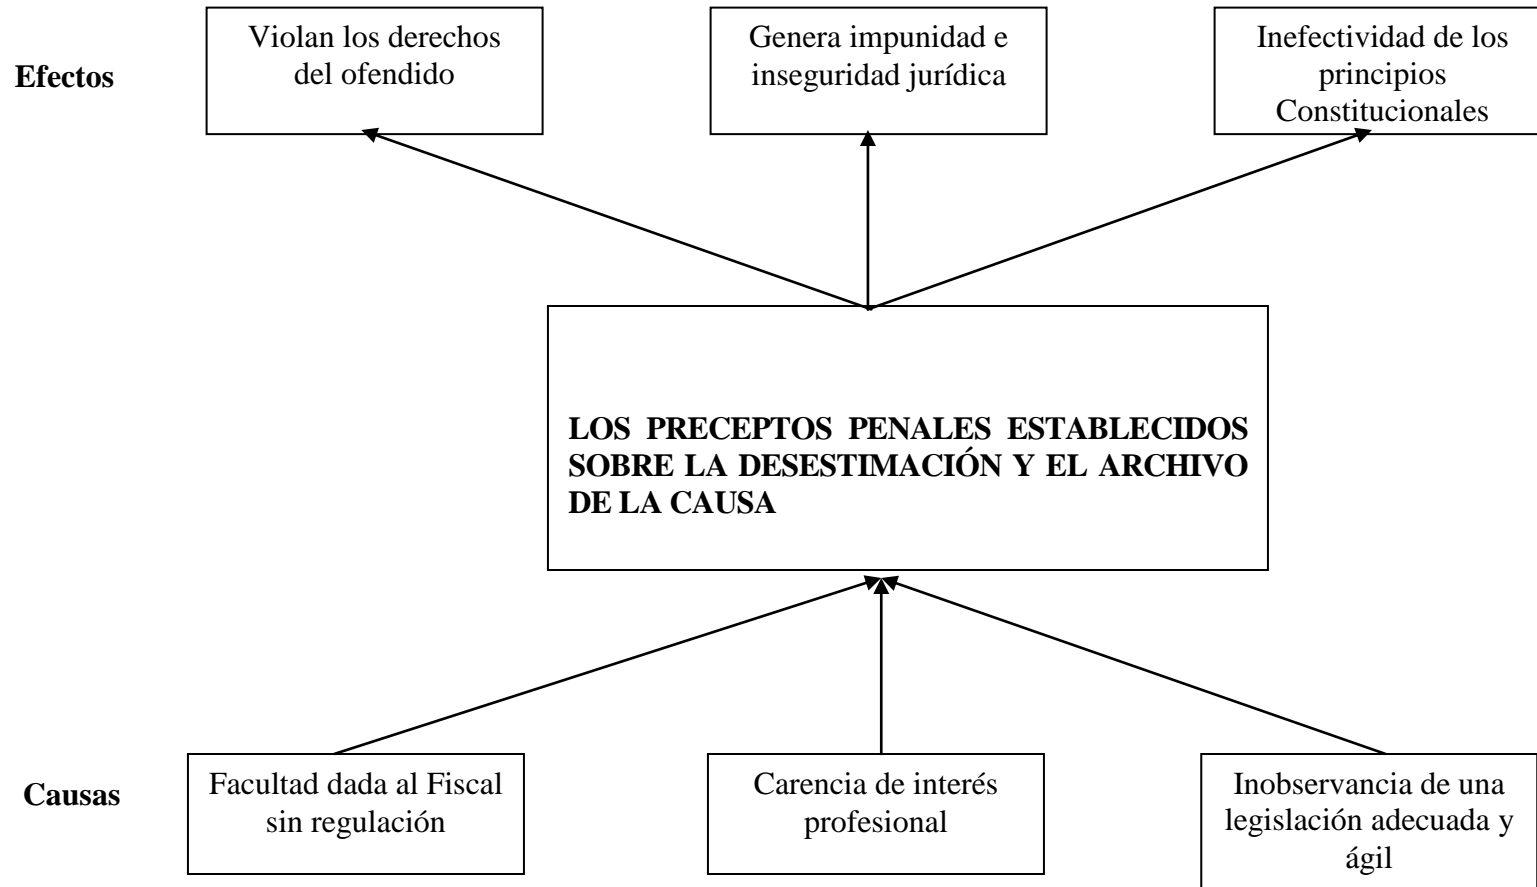 Efectos
Violan los derechos
del ofendido
Genera impunidad e
inseguridad jurídica
Inefectividad de los
principios
Constitucionales
LOS PRECEPTOS PENALES ESTABLECIDOS
SOBRE LA DESESTIMACIÓN Y EL ARCHIVO
DE LA CAUSA
Causas
Facultad dada al Fiscal
sin regulación
Carencia de interés
profesional
Inobservancia de una
legislación adecuada y
ágil